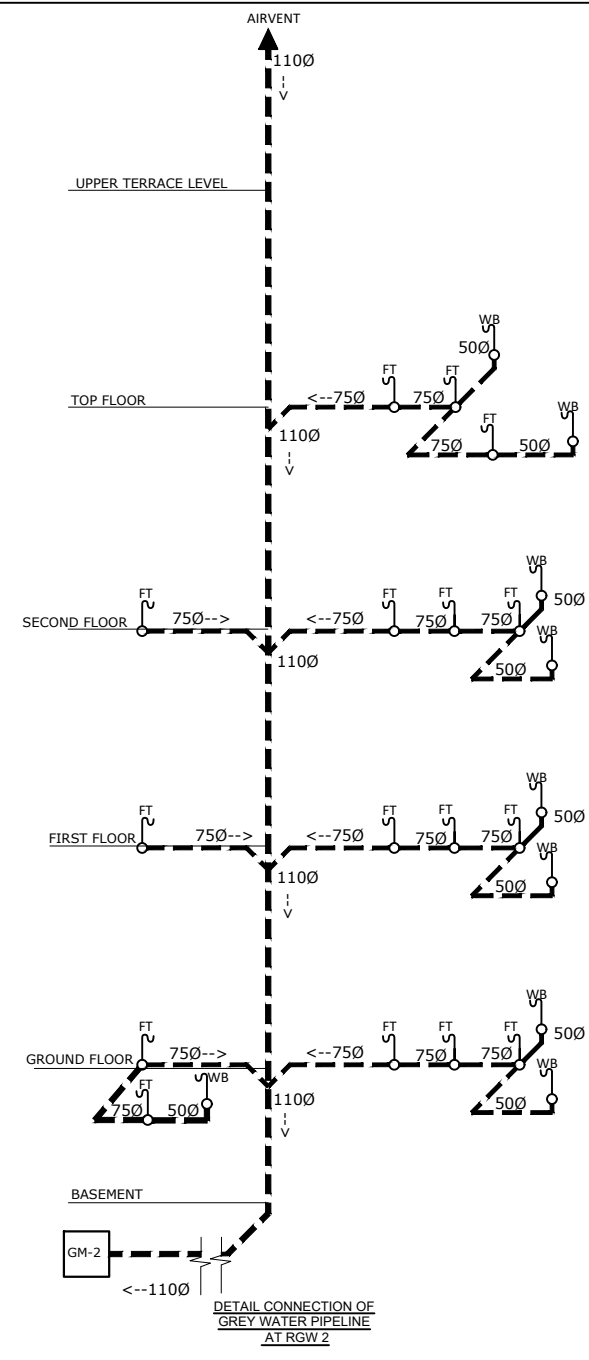 AIRVENT
110Ø
-->
UPPER TERRACE LEVEL
WB
50Ø
FT
FT
WB
<--75Ø
75Ø
TOP FLOOR
FT
110Ø
75Ø
50Ø
-->
WB
FT
FT
FT
FT
50Ø
75Ø-->
<--75Ø
75Ø
75Ø
SECOND FLOOR
WB
110Ø
50Ø
WB
FT
FT
FT
FT
50Ø
75Ø-->
<--75Ø
75Ø
75Ø
FIRST FLOOR
WB
110Ø
50Ø
-->
WB
FT
FT
FT
FT
50Ø
75Ø-->
<--75Ø
75Ø
75Ø
GROUND FLOOR
WB
FT
WB
110Ø
50Ø
75Ø
50Ø
-->
BASEMENT
GM-2
<--110Ø
DETAIL CONNECTION OF
GREY WATER PIPELINE
AT RGW 2